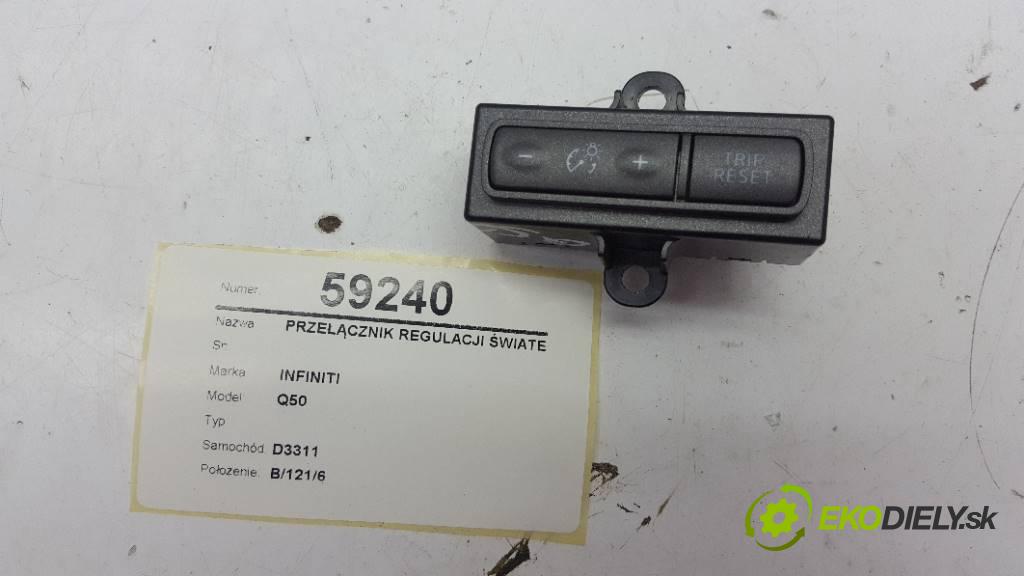 - +
TRIP
RESET
Numer. 59240
Nazwa PRZEŁĄCZNIK REGULACJI ŚWIATE
Sr.
Marka INFINITI
Model Q50
Typ
Samochód D3311
Położenie. B/121/6
EKODIELY.sk